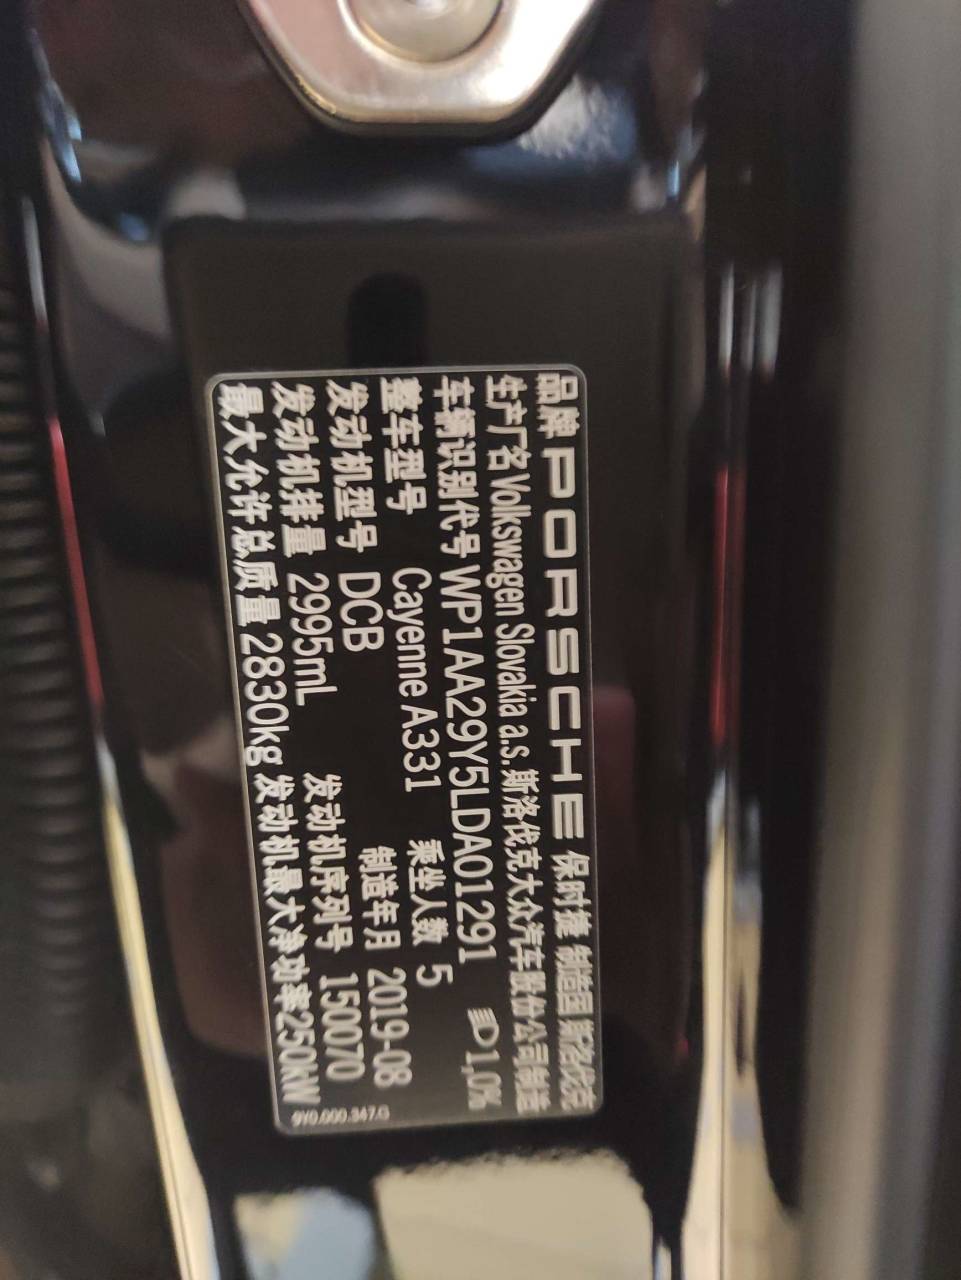 品牌 PORSCHE 保时捷 制造国 斯洛伐克
生产厂名 Volkswagen Slovakia a.s. 斯洛伐克大众汽车股份公司制造
车辆识别代号 WP1AA29Y5LDA01291 1,0%
整车型号 Cayenne A331 乘坐人数 5
发动机型号 DCB 制造年月 2019-08
发动机排量 2995mL 发动机序列号 150070
最大允许总质量 2830kg 发动机最大净功率250kW
9Y0.000.347.G